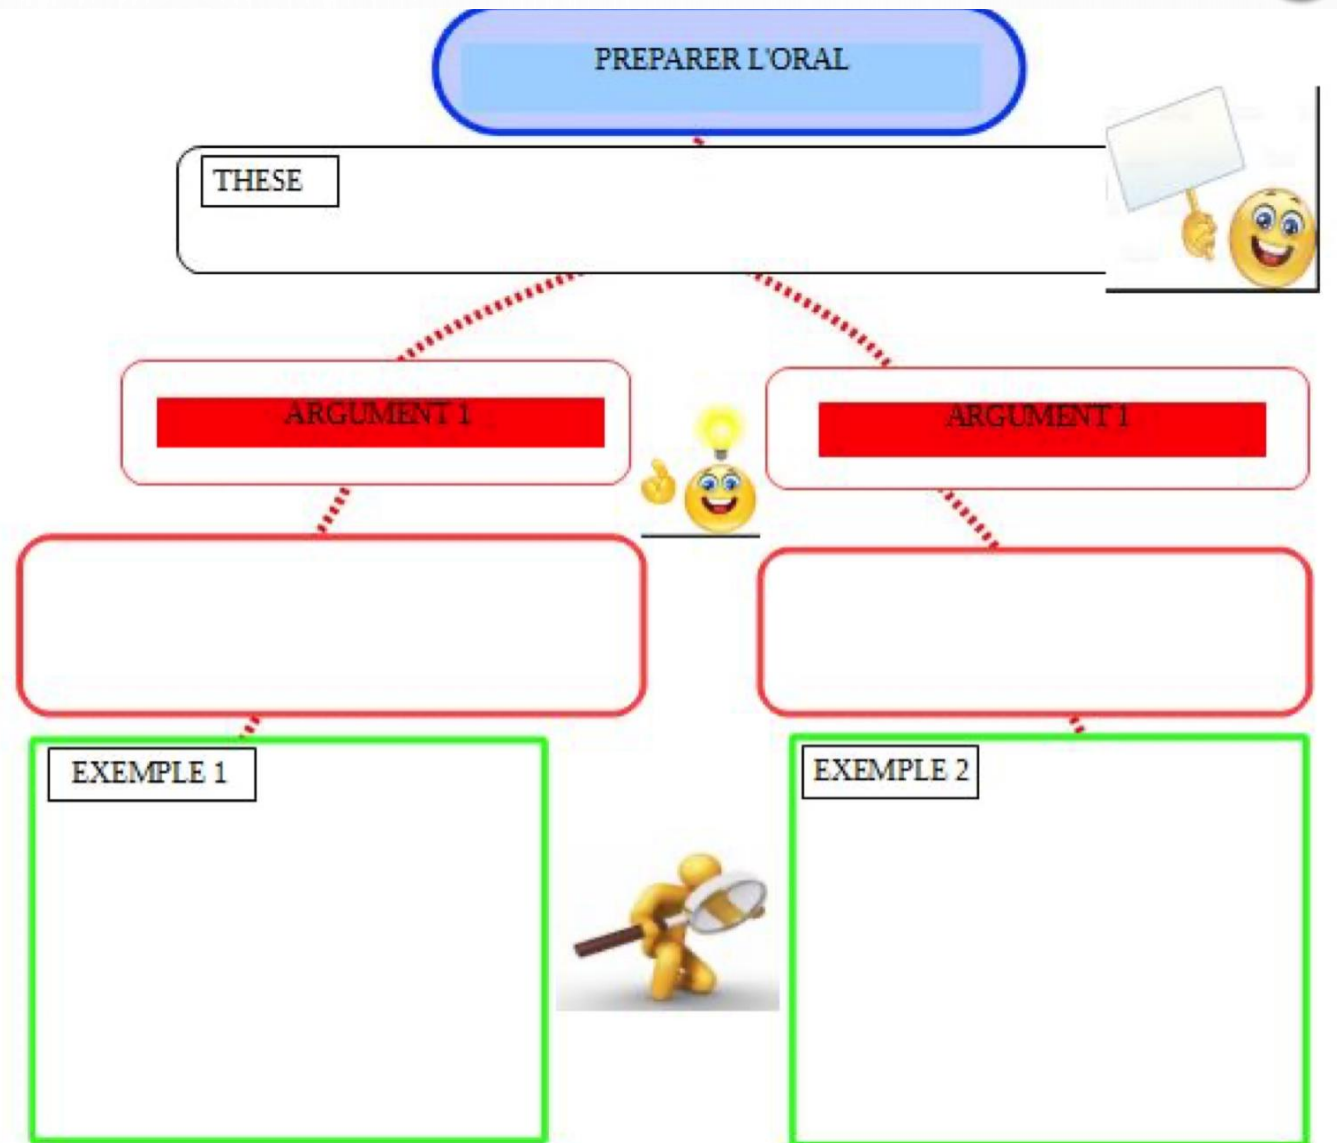 PREPARER L'ORAL
THESE
ARGUMENT 1
ARGUMENT 1
EXEMPLE 1
EXEMPLE 2